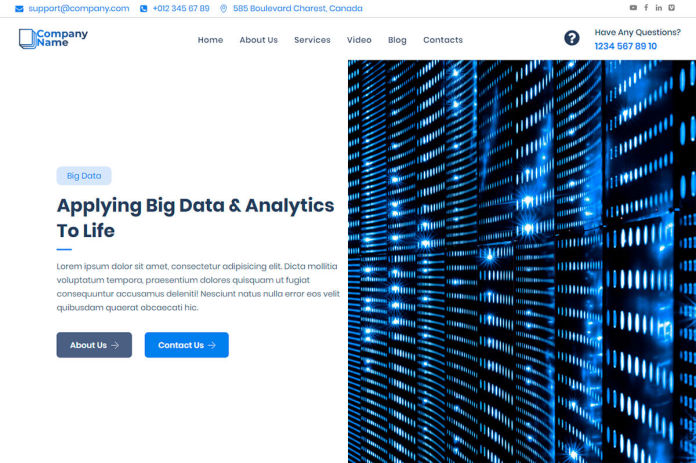 support@company.com +012 345 67 89 585 Boulevard Charest, Canada
Company
Name
Home About Us Services Video Blog Contacts
Have Any Questions?
1234 567 89 10
Big Data
Applying Big Data & Analytics
To Life
Lorem ipsum dolor sit amet, consectetur adipisicing elit. Dicta mollitia
voluptatum tempora, praesentium dolores quisquam ut fugiat
consequuntur accusamus deleniti! Nesciunt natus nulla error eos velit
quibusdam quaerat abcaecati hic.
About Us
Contact Us